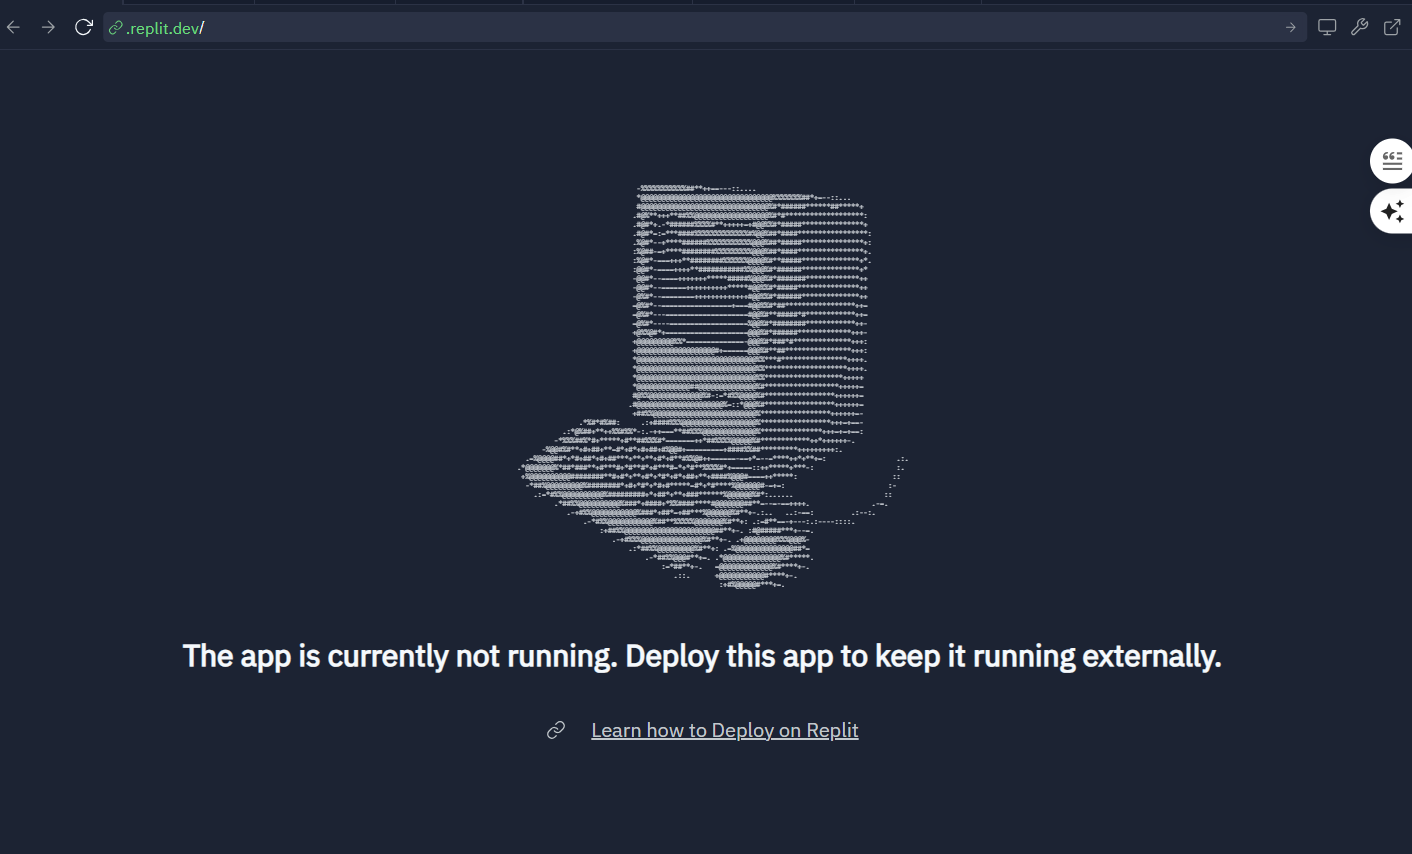 .replit.dev/
The app is currently not running. Deploy this app to keep it running externally.
Learn how to Deploy on Replit